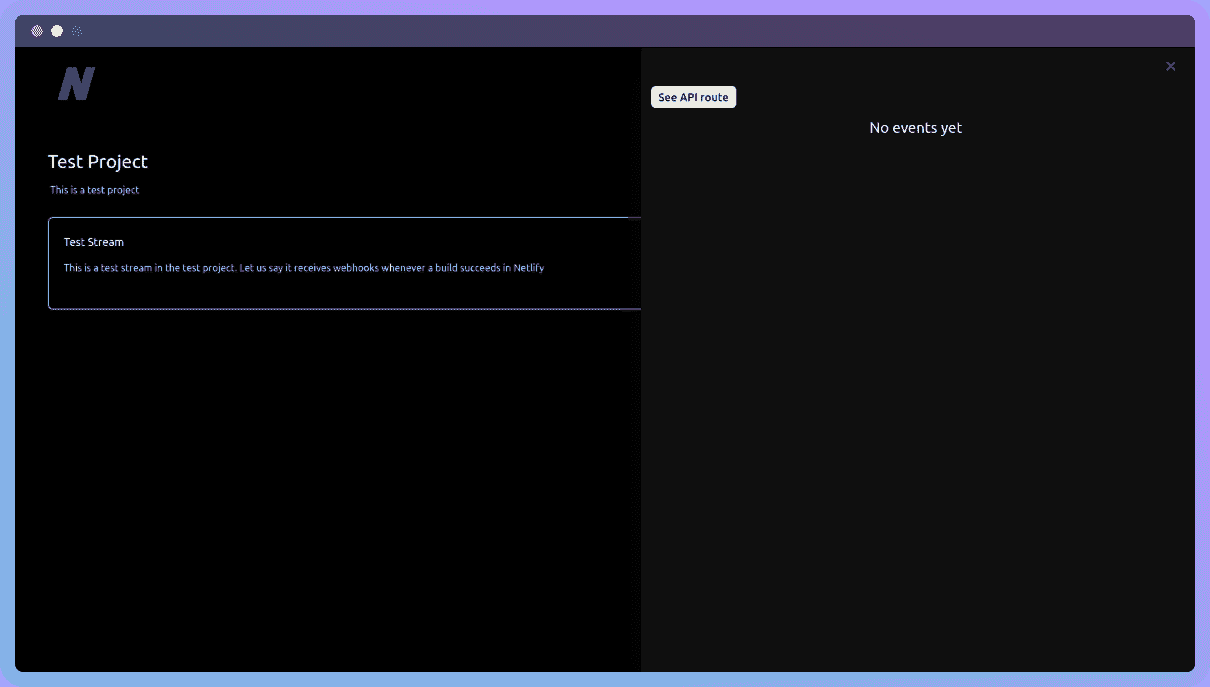 N
Test Project
This is a test project
Test Stream
This is a test stream in the test project. Let us say it receives webhooks whenever a build succeeds in Netlify
See API route
No events yet